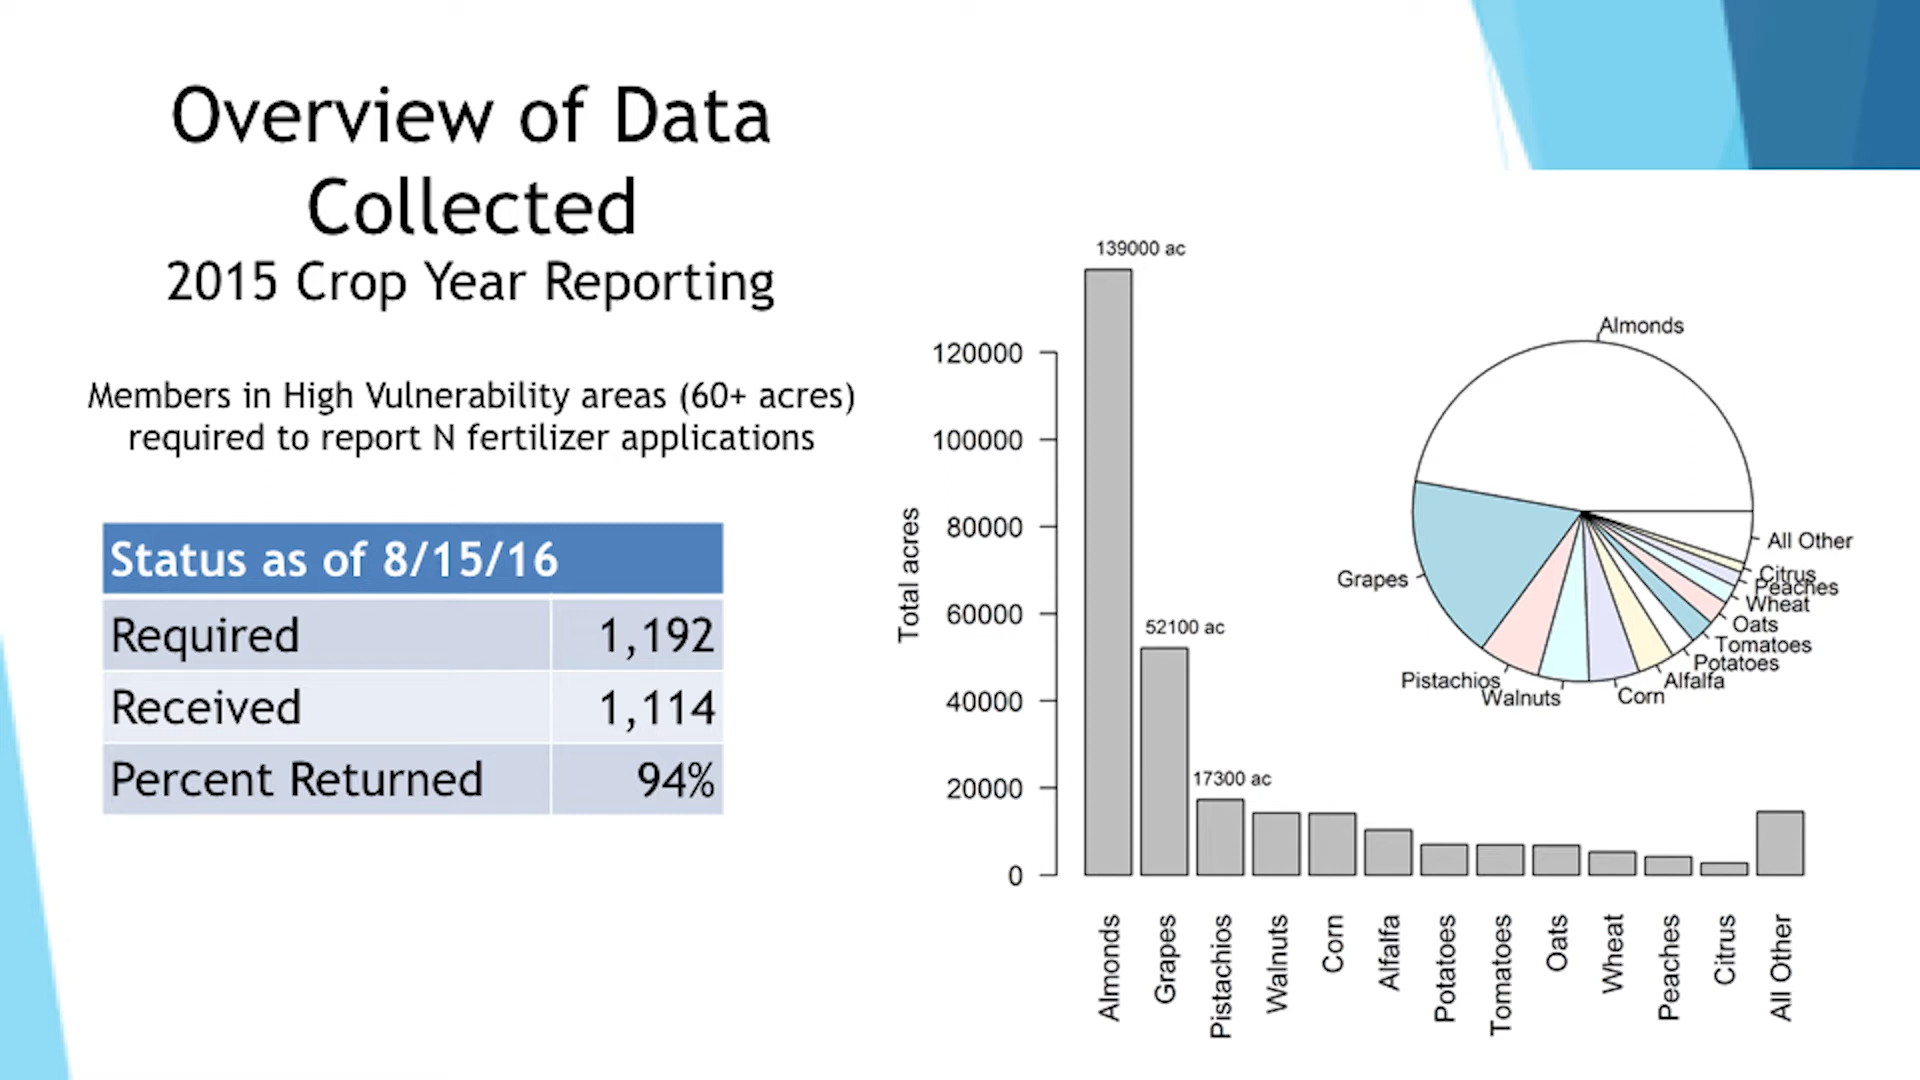 Overview of Data
Collected
2015 Crop Year Reporting
Members in High Vulnerability areas (60+ acres)
required to report N fertilizer applications
Status as of 8/15/16
Required 1,192
Received 1,114
Percent Returned 94%
Total acres
120000
100000
80000
60000
40000
20000
0
139000 ac
52100 ac
17300 ac
Almonds
Grapes
Pistachios
Walnuts
Corn
Alfalfa
Potatoes
Tomatoes
Oats
Wheat
Peaches
Citrus
All Other
Almonds
Grapes
Pistachios
Walnuts
Corn
Alfalfa
Potatoes
Tomatoes
Oats
Wheat
Peaches
Citrus
All Other